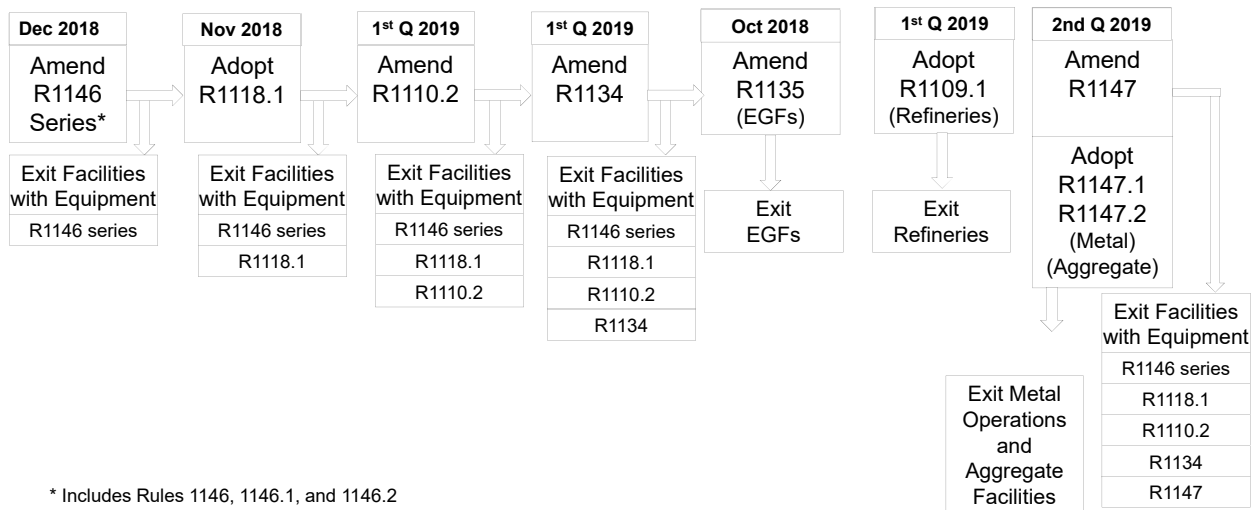 Dec 2018
Amend
R1146
Series*
Exit Facilities
with Equipment
R1146 series
Nov 2018
Adopt
R1118.1
Exit Facilities
with Equipment
R1146 series
R1118.1
1st Q 2019
Amend
R1110.2
Exit Facilities
with Equipment
R1146 series
R1118.1
R1110.2
1st Q 2019
Amend
R1134
Exit Facilities
with Equipment
R1146 series
R1118.1
R1110.2
R1134
Oct 2018
Amend
R1135
(EGFs)
Exit
EGFs
1st Q 2019
Adopt
R1109.1
(Refineries)
Exit
Refineries
2nd Q 2019
Amend
R1147
Adopt
R1147.1
R1147.2
(Metal)
(Aggregate)
Exit Metal
Operations
and
Aggregate
Facilities
Exit Facilities
with Equipment
R1146 series
R1118.1
R1110.2
R1134
R1147
* Includes Rules 1146, 1146.1, and 1146.2